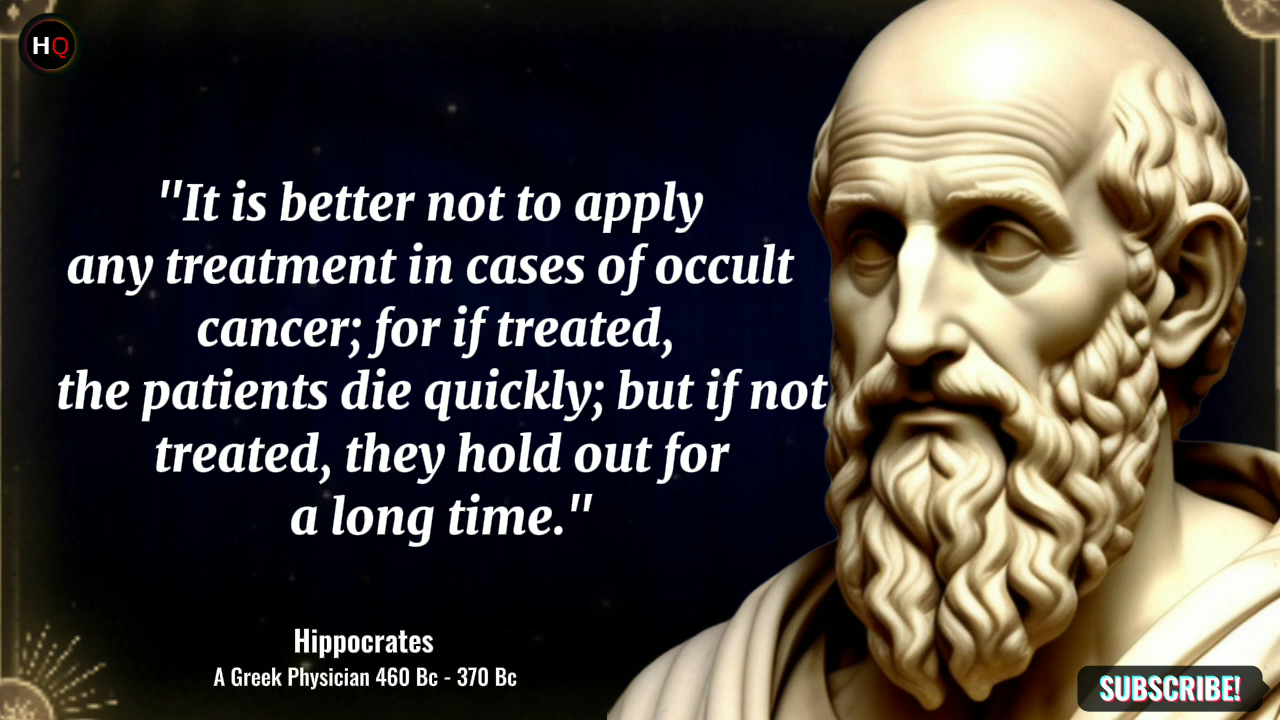 HQ
"It is better not to apply
any treatment in cases of occult
cancer; for if treated,
the patients die quickly; but if not
treated, they hold out for
a long time."
Hippocrates
A Greek Physician 460 Bc - 370 Bc
SUBSCRIBE!